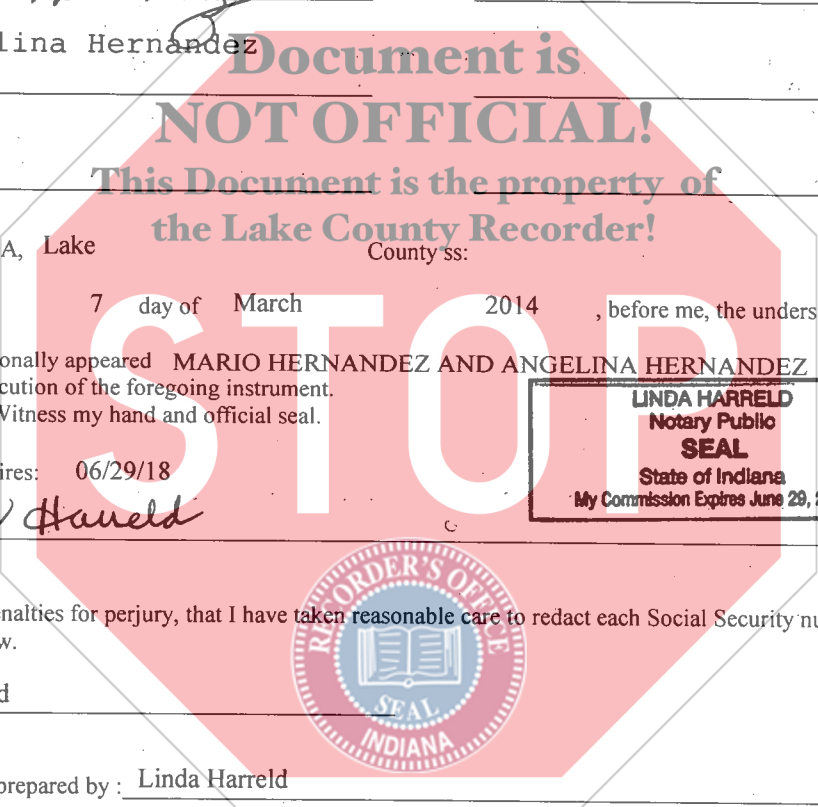 lina Hernandez
Document is
NOT OFFICIAL!
This Document is the property of
the Lake County Recorder!
A, Lake County ss:
7 day of March 2014 , before me, the unders
onally appeared MARIO HERNANDEZ AND ANGELINA HERNANDEZ
cution of the foregoing instrument.
Witness my hand and official seal.
ires: 06/29/18
Harreld
LINDA HARRELD
Notary Public
SEAL
State of Indiana
My Commission Expires June 29, 2
STOP
RECORDER'S OFFICE
SEAL
INDIANA
enalties for perjury, that I have taken reasonable care to redact each Social Security nu
w.
d
prepared by : Linda Harreld